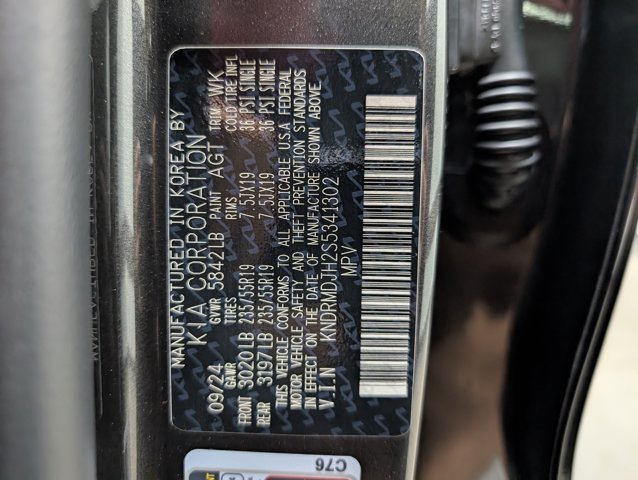 MANUFACTURED IN KOREA BY
KIA CORPORATION
09/24 GVWR 5842LB PAINT AGT TRIM WK
GAWR TIRES RIMS COLD TIRE INFL
FRONT 3020LB 235/55R19 7.5JX19 36 PSI SINGLE
REAR 3197LB 235/55R19 7.5JX19 36 PSI SINGLE
THIS VEHICLE CONFORMS TO ALL APPLICABLE U.S.A FEDERAL
MOTOR VEHICLE SAFETY AND THEFT PREVENTION STANDARDS
IN EFFECT ON THE DATE OF MANUFACTURE SHOWN ABOVE.
V.I.N KNDRMDJH2S5341302
MPV
C76